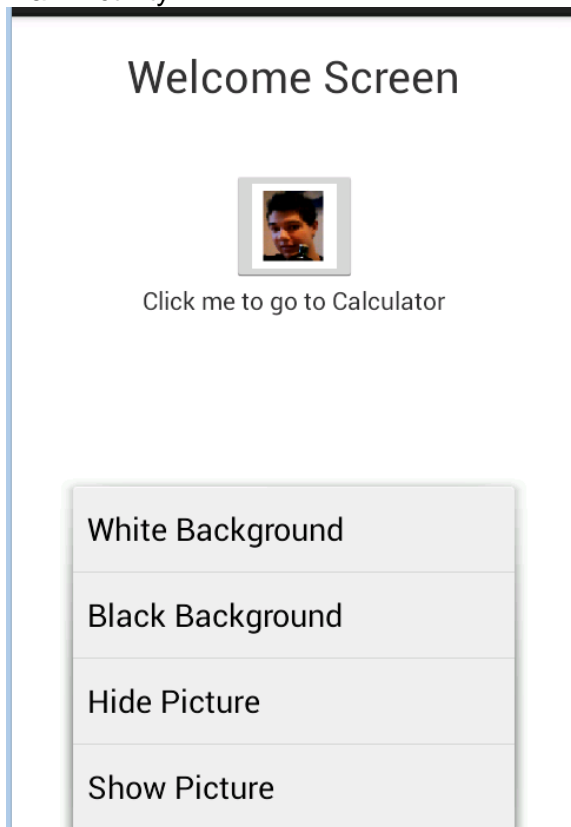 Welcome Screen
Click me to go to Calculator
White Background
Black Background
Hide Picture
Show Picture